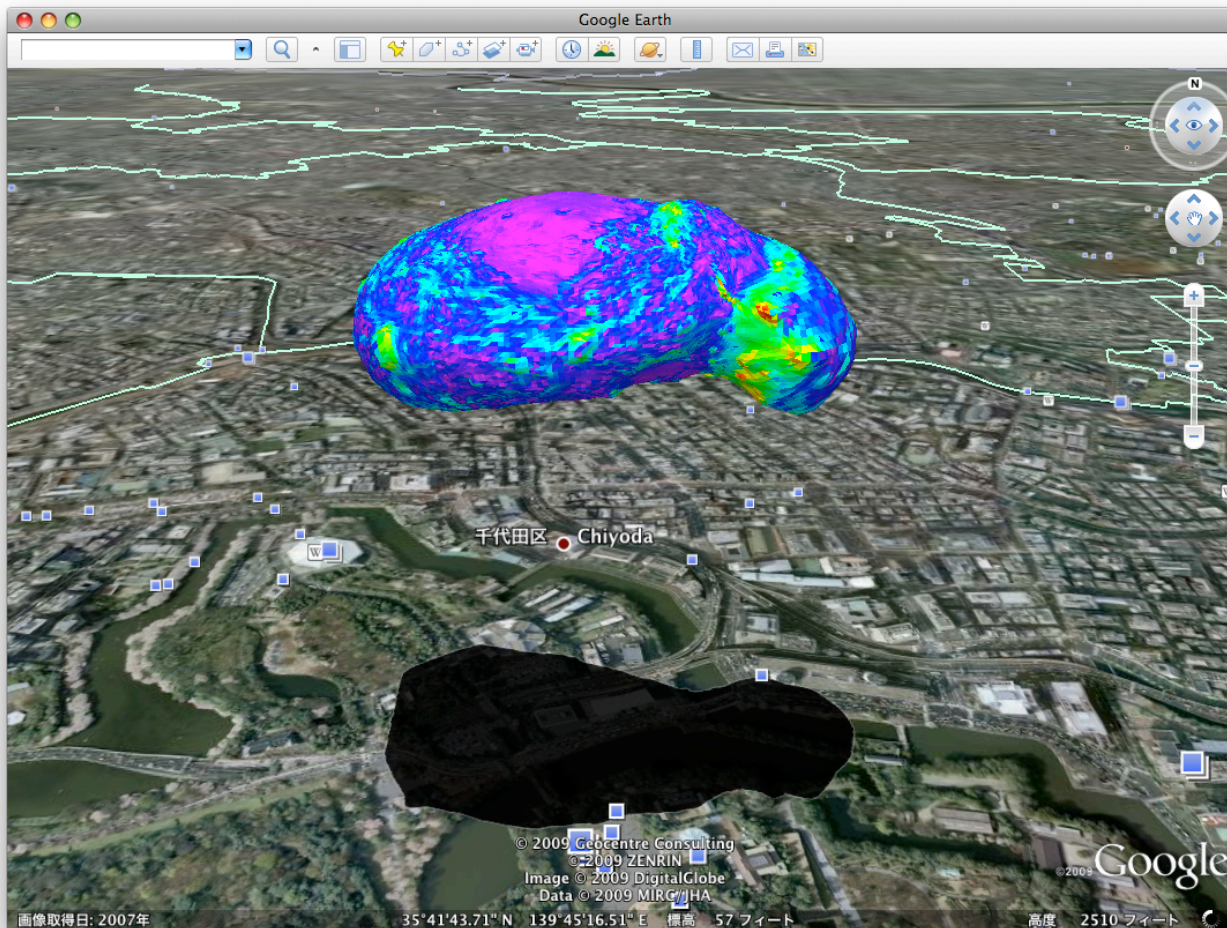 Google Earth
N
千代田区 Chiyoda
W
© 2009 Geocentre Consulting
© 2009 ZENRIN
Image © 2009 DigitalGlobe
Data © 2009 MIRC/JHA
©2009 Google
画像取得日: 2007年 35°41'43.71" N 139°45'16.51" E 標高 57 フィート 高度 2510 フィート